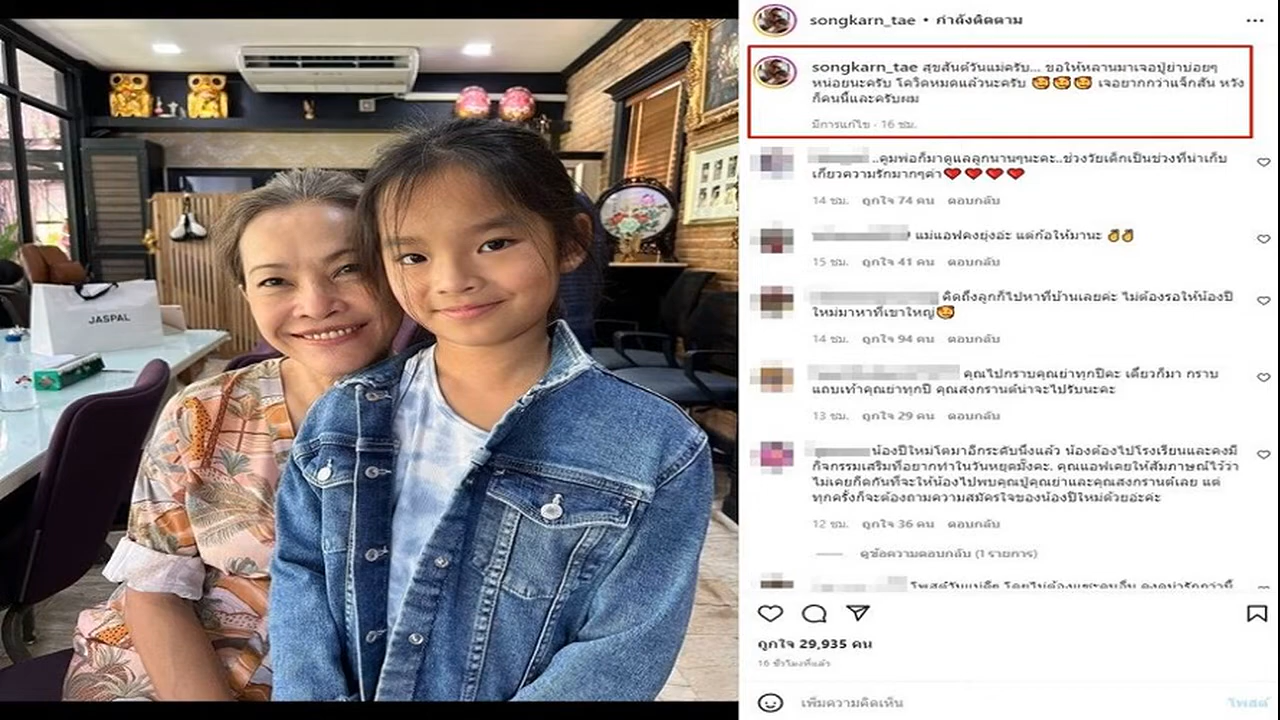 JASPAL
songkarn_tae • กำลังติดตาม
songkarn_tae สุขสันต์วันแม่ครับ... ขอให้หลานมาเจอปู่ย่าบ่อยๆ
หน่อยนะครับ โควิดหมดแล้วนะครับ 🥰🥰🥰 เจอยากกว่าแจ็กสัน หวัง
ก็คนนี้และครับผม
มีการแก้ไข · 16 ชม.
..คุมพ่อก็มาดูแลลูกนานๆนะคะ..ช่วงวัยเด็กเป็นช่วงที่น่าเก็บ
เกี่ยวความรักมากๆค่า❤️❤️❤️❤️
14 ชม. ถูกใจ 74 คน ตอบกลับ
แม่แอฟคงยุ่งอ่ะ แต่ก้อให้มานะ ✌️✌️
15 ชม. ถูกใจ 41 คน ตอบกลับ
คิดถึงลูกก็ไปหาที่บ้านเลยค่ะ ไม่ต้องรอให้น้องปี
ใหม่มาหาที่เขาใหญ่🥰
14 ชม. ถูกใจ 94 คน ตอบกลับ
คุณไปกราบคุณย่าทุกปีคะ เดี๋ยวก็มา กราบ
แถบเท้าคุณย่าทุกปี คุณสงกรานต์น่าจะไปรับนะคะ
13 ชม. ถูกใจ 29 คน ตอบกลับ
น้องปีใหม่โตมาอีกระดับนึงแล้ว น้องต้องไปโรงเรียนและคงมี
กิจกรรมเสริมที่อยากทำในวันหยุดมั้งคะ. คุณแอฟเคยให้สัมภาษณ์ไว้ว่า
ไม่เคยกีดกันที่จะให้น้องไปพบคุณปู่คุณย่าและคุณสงกรานต์เลย แต่
ทุกครั้งก็จะต้องถามความสมัครใจของน้องปีใหม่ด้วยอ่ะค่ะ
12 ชม. ถูกใจ 36 คน ตอบกลับ
ดูข้อความตอบกลับ (1 รายการ)
โพสต์วันแม่ดีๆ โดยไม่ต้องแซะคนอื่น
ถูกใจ 29,935 คน
16 ชั่วโมงที่แล้ว
เพิ่มความคิดเห็น
โพสต์